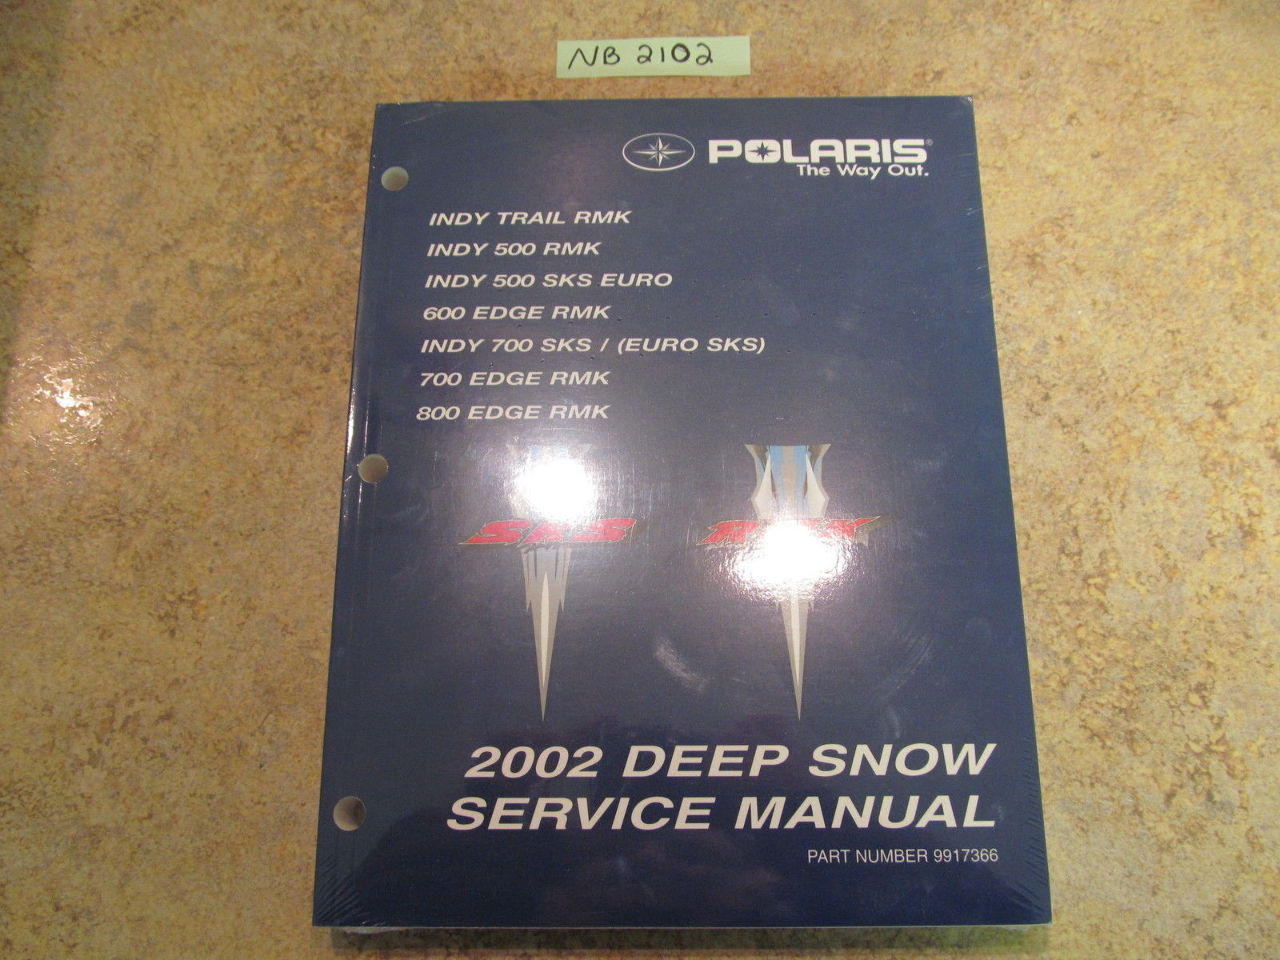 NB 2102
POLARIS®
The Way Out.
INDY TRAIL RMK
INDY 500 RMK
INDY 500 SKS EURO
600 EDGE RMK
INDY 700 SKS / (EURO SKS)
700 EDGE RMK
800 EDGE RMK
SKS
2002 DEEP SNOW
SERVICE MANUAL
PART NUMBER 9917366